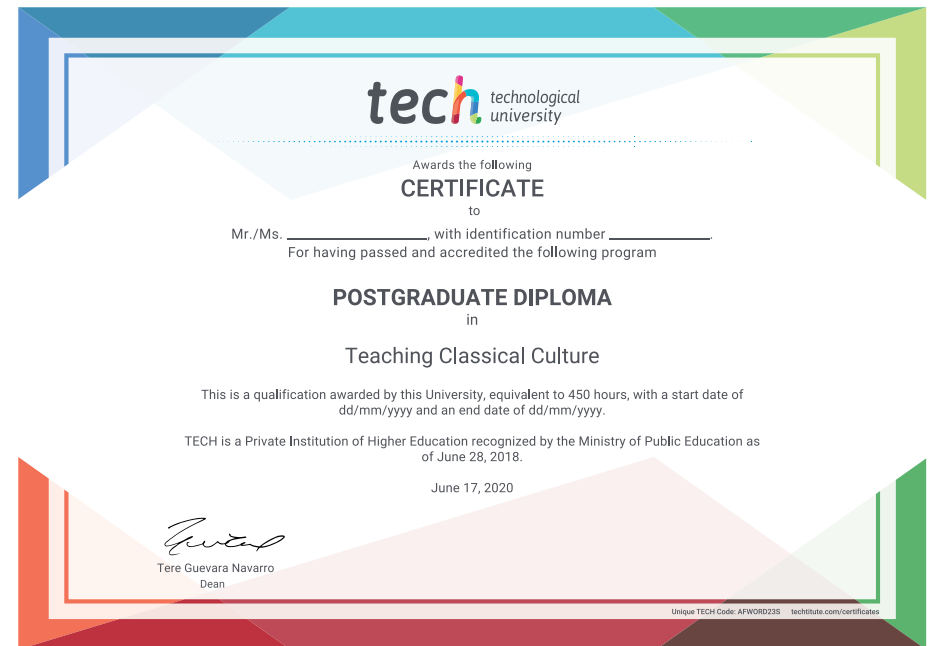 tech technological
university
Awards the following
CERTIFICATE
to
Mr./Ms. ____________________, with identification number ______________.
For having passed and accredited the following program
POSTGRADUATE DIPLOMA
in
Teaching Classical Culture
This is a qualification awarded by this University, equivalent to 450 hours, with a start date of
dd/mm/yyyy and an end date of dd/mm/yyyy.
TECH is a Private Institution of Higher Education recognized by the Ministry of Public Education as
of June 28, 2018.
June 17, 2020
Tere Guevara Navarro
Dean
Unique TECH Code: AFWORD23S techtitute.com/certificates